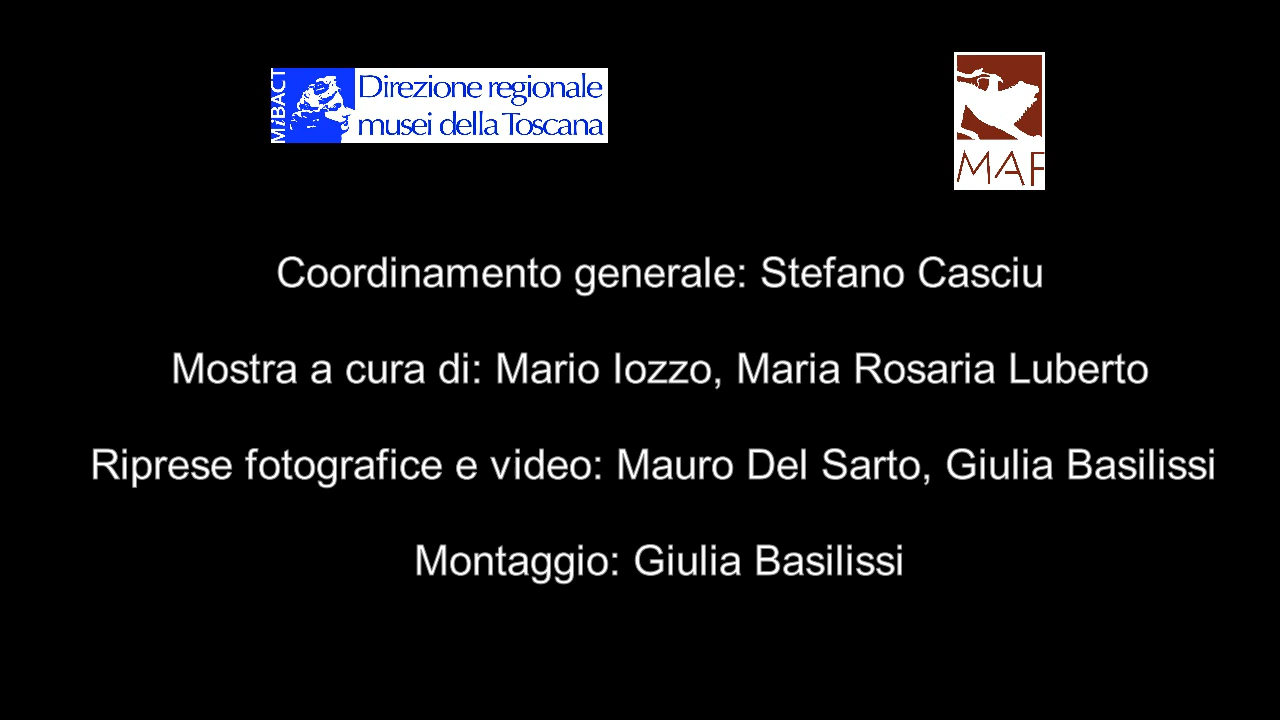 MiBACT
Direzione regionale
musei della Toscana
MAF
Coordinamento generale: Stefano Casciu
Mostra a cura di: Mario Iozzo, Maria Rosaria Luberto
Riprese fotografice e video: Mauro Del Sarto, Giulia Basilissi
Montaggio: Giulia Basilissi